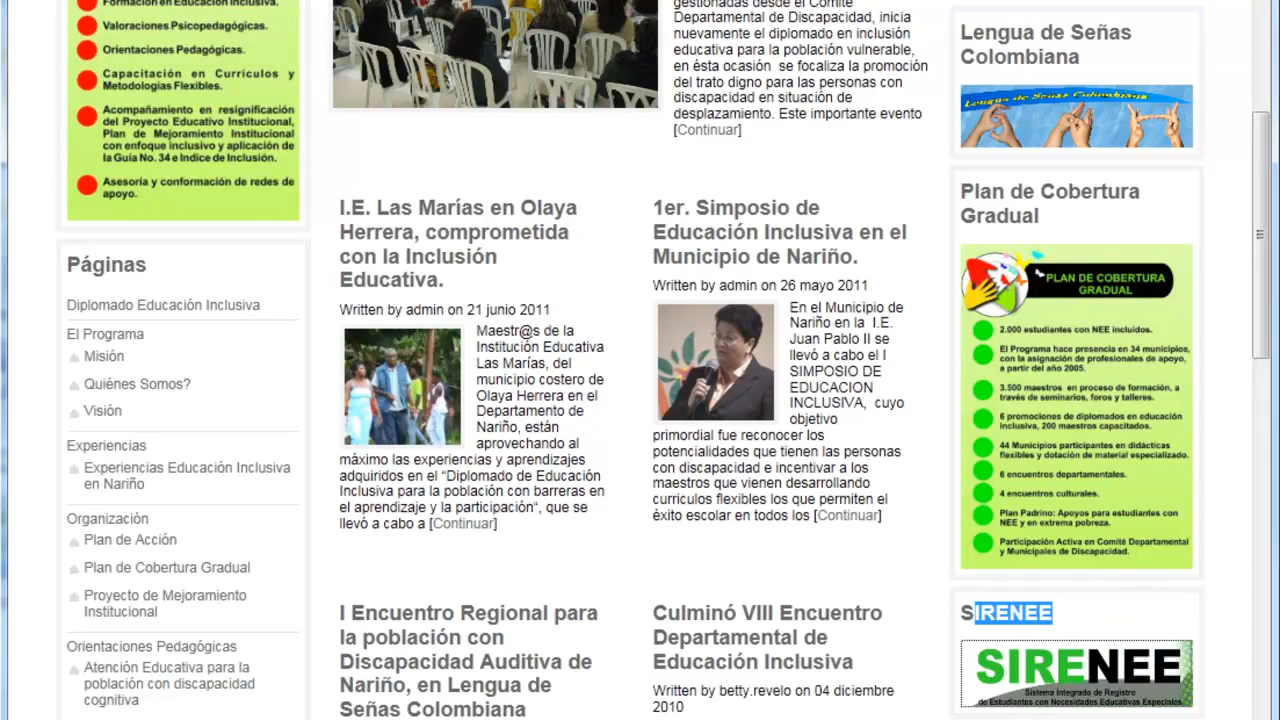 Formación en Educación Inclusiva.
Valoraciones Psicopedagógicas.
Orientaciones Pedagógicas.
Capacitación en Currículos y
Metodologías Flexibles.
Acompañamiento en resignificación
del Proyecto Educativo Institucional,
Plan de Mejoramiento Institucional
con enfoque inclusivo y aplicación de
la Guía No. 34 e Indice de Inclusión.
Asesoría y conformación de redes de
apoyo.
Páginas
Diplomado Educación Inclusiva
El Programa
Misión
Quiénes Somos?
Visión
Experiencias
Experiencias Educación Inclusiva
en Nariño
Organización
Plan de Acción
Plan de Cobertura Gradual
Proyecto de Mejoramiento
Institucional
Orientaciones Pedagógicas
Atención Educativa para la
población con discapacidad
cognitiva
gestionadas desde el Comité
Departamental de Discapacidad, inicia
nuevamente el diplomado en inclusión
educativa para la población vulnerable,
en ésta ocasión se focaliza la promoción
del trato digno para las personas con
discapacidad en situación de
desplazamiento. Este importante evento
[Continuar]
I.E. Las Marías en Olaya
Herrera, comprometida
con la Inclusión
Educativa.
Written by admin on 21 junio 2011
Maestr@s de la
Institución Educativa
Las Marías, del
municipio costero de
Olaya Herrera en el
Departamento de
Nariño, están
aprovechando al
máximo las experiencias y aprendizajes
adquiridos en el “Diplomado de Educación
Inclusiva para la población con barreras en
el aprendizaje y la participación“, que se
llevó a cabo a [Continuar]
1er. Simposio de
Educación Inclusiva en el
Municipio de Nariño.
Written by admin on 26 mayo 2011
En el Municipio de
Nariño en la I.E.
Juan Pablo II se
llevó a cabo el I
SIMPOSIO DE
EDUCACION
INCLUSIVA, cuyo
objetivo
primordial fue reconocer los
potencialidades que tienen las personas
con discapacidad e incentivar a los
maestros que vienen desarrollando
curriculos flexibles los que permiten el
éxito escolar en todos los [Continuar]
I Encuentro Regional para
la población con
Discapacidad Auditiva de
Nariño, en Lengua de
Señas Colombiana
Culminó VIII Encuentro
Departamental de
Educación Inclusiva
Written by betty.revelo on 04 diciembre
2010
Lengua de Señas
Colombiana
Lengua de Señas Colombiana
Plan de Cobertura
Gradual
PLAN DE COBERTURA
GRADUAL
2.000 estudiantes con NEE incluidos.
El Programa hace presencia en 34 municipios,
con la asignación de profesionales de apoyo,
a partir del año 2005.
3.500 maestros en proceso de formación, a
través de seminarios, foros y talleres.
6 promociones de diplomados en educación
inclusiva, 200 maestros capacitados.
44 Municipios participantes en didácticas
flexibles y dotación de material especializado.
6 encuentros departamentales.
4 encuentros culturales.
Plan Padrino: Apoyos para estudiantes con
NEE y en extrema pobreza.
Participación Activa en Comité Departamental
y Municipales de Discapacidad.
SIRENEE
SIRENEE
Sistema Integrado de Registro
de Estudiantes con Necesidades Educativas Especiales